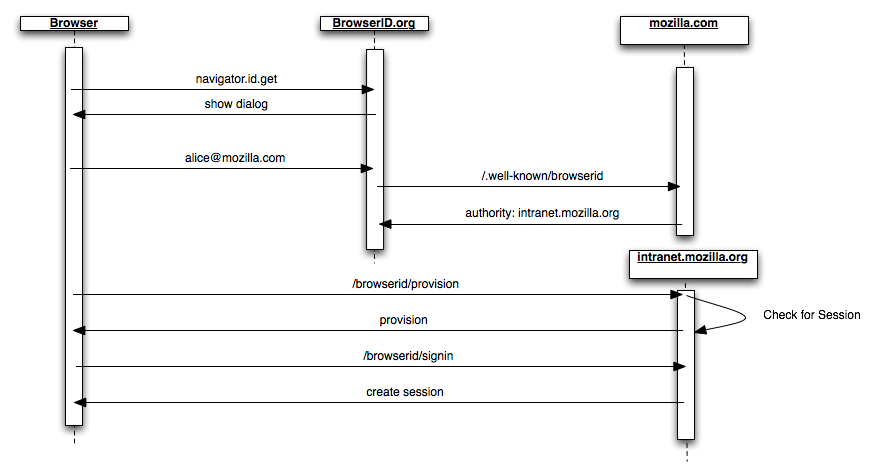 Browser
BrowserID.org
mozilla.com
navigator.id.get
show dialog
alice@mozilla.com
/.well-known/browserid
authority: intranet.mozilla.org
intranet.mozilla.org
/browserid/provision
Check for Session
provision
/browserid/signin
create session